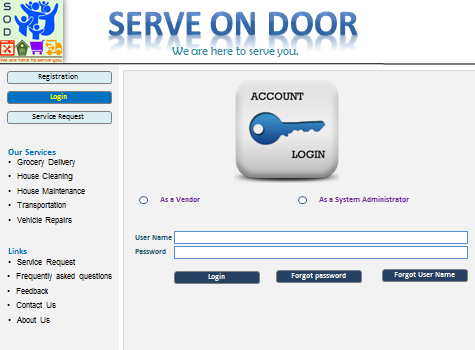 SOD
We are here to serve you
SERVE ON DOOR
We are here to serve you.
Registration
Login
Service Request
Our Services
• Grocery Delivery
• House Cleaning
• House Maintenance
• Transportation
• Vehicle Repairs
Links
• Service Request
• Frequently asked questions
• Feedback
• Contact Us
• About Us
ACCOUNT
LOGIN
As a Vendor
As a System Administrator
User Name
Password
Login
Forgot password
Forgot User Name